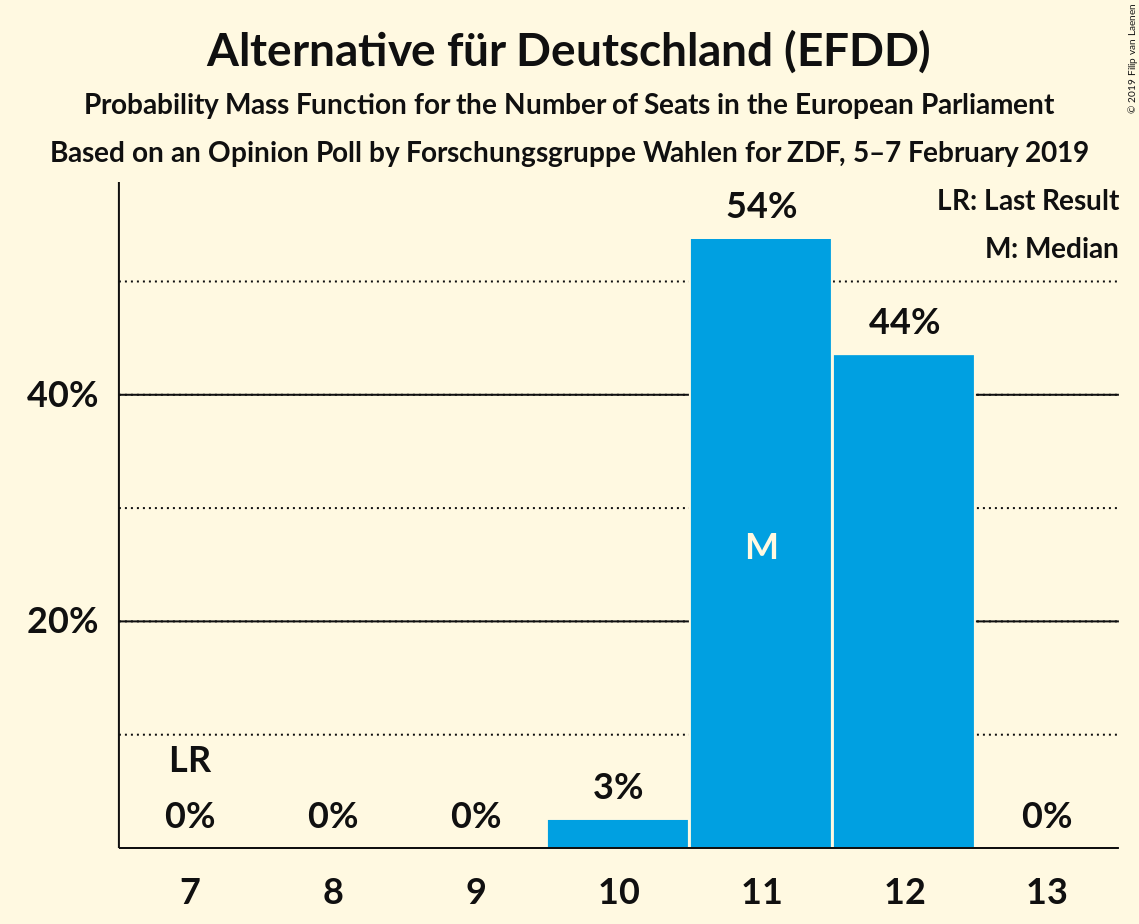 Alternative für Deutschland (EFDD)
Probability Mass Function for the Number of Seats in the European Parliament
Based on an Opinion Poll by Forschungsgruppe Wahlen for ZDF, 5–7 February 2019
© 2019 Filip van Laenen
LR: Last Result
M: Median
54%
44%
40%
M
20%
LR
3%
0%
0%
0%
0%
7
8
9
10
11
12
13